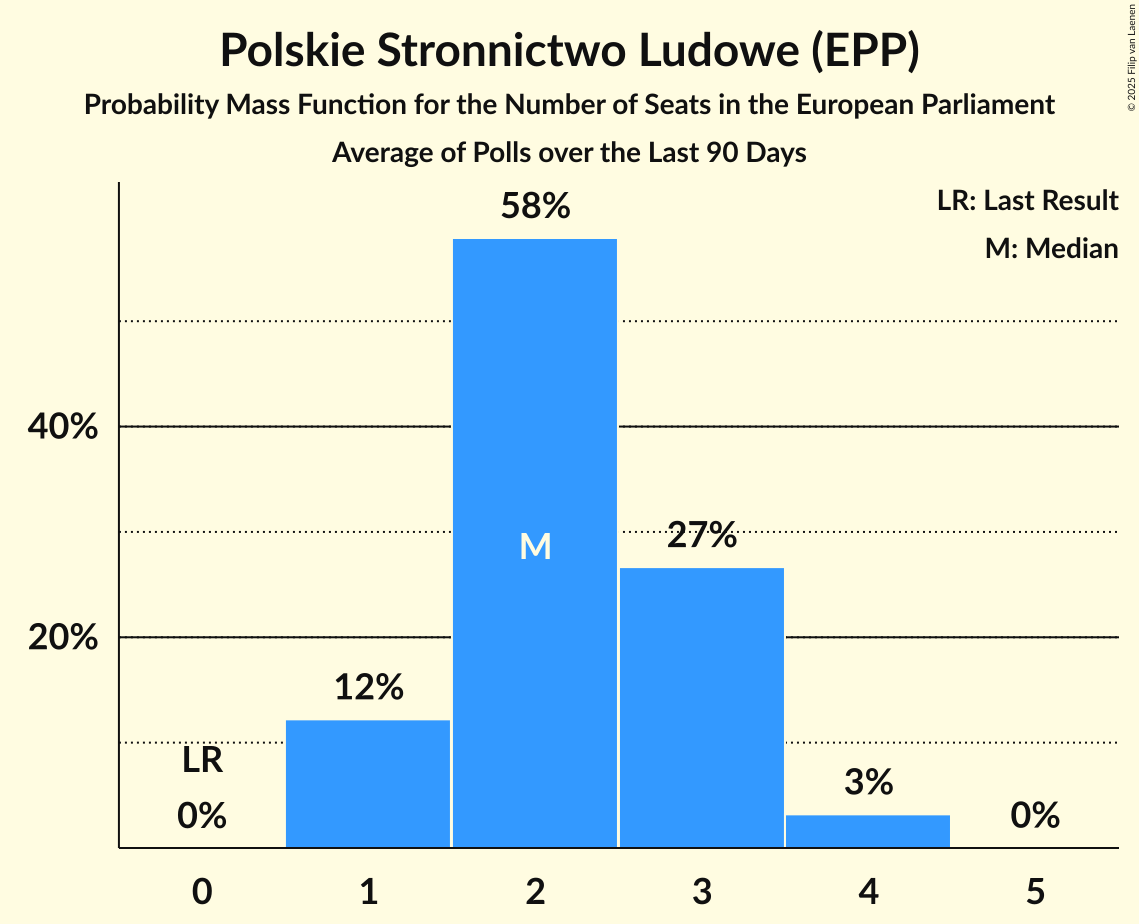 Polskie Stronnictwo Ludowe (EPP)
Probability Mass Function for the Number of Seats in the European Parliament
Average of Polls over the Last 90 Days
© 2025 Filip van Laenen
LR: Last Result
M: Median
58%
40%
M
27%
20%
12%
LR
0%
3%
0%
0 1 2 3 4 5